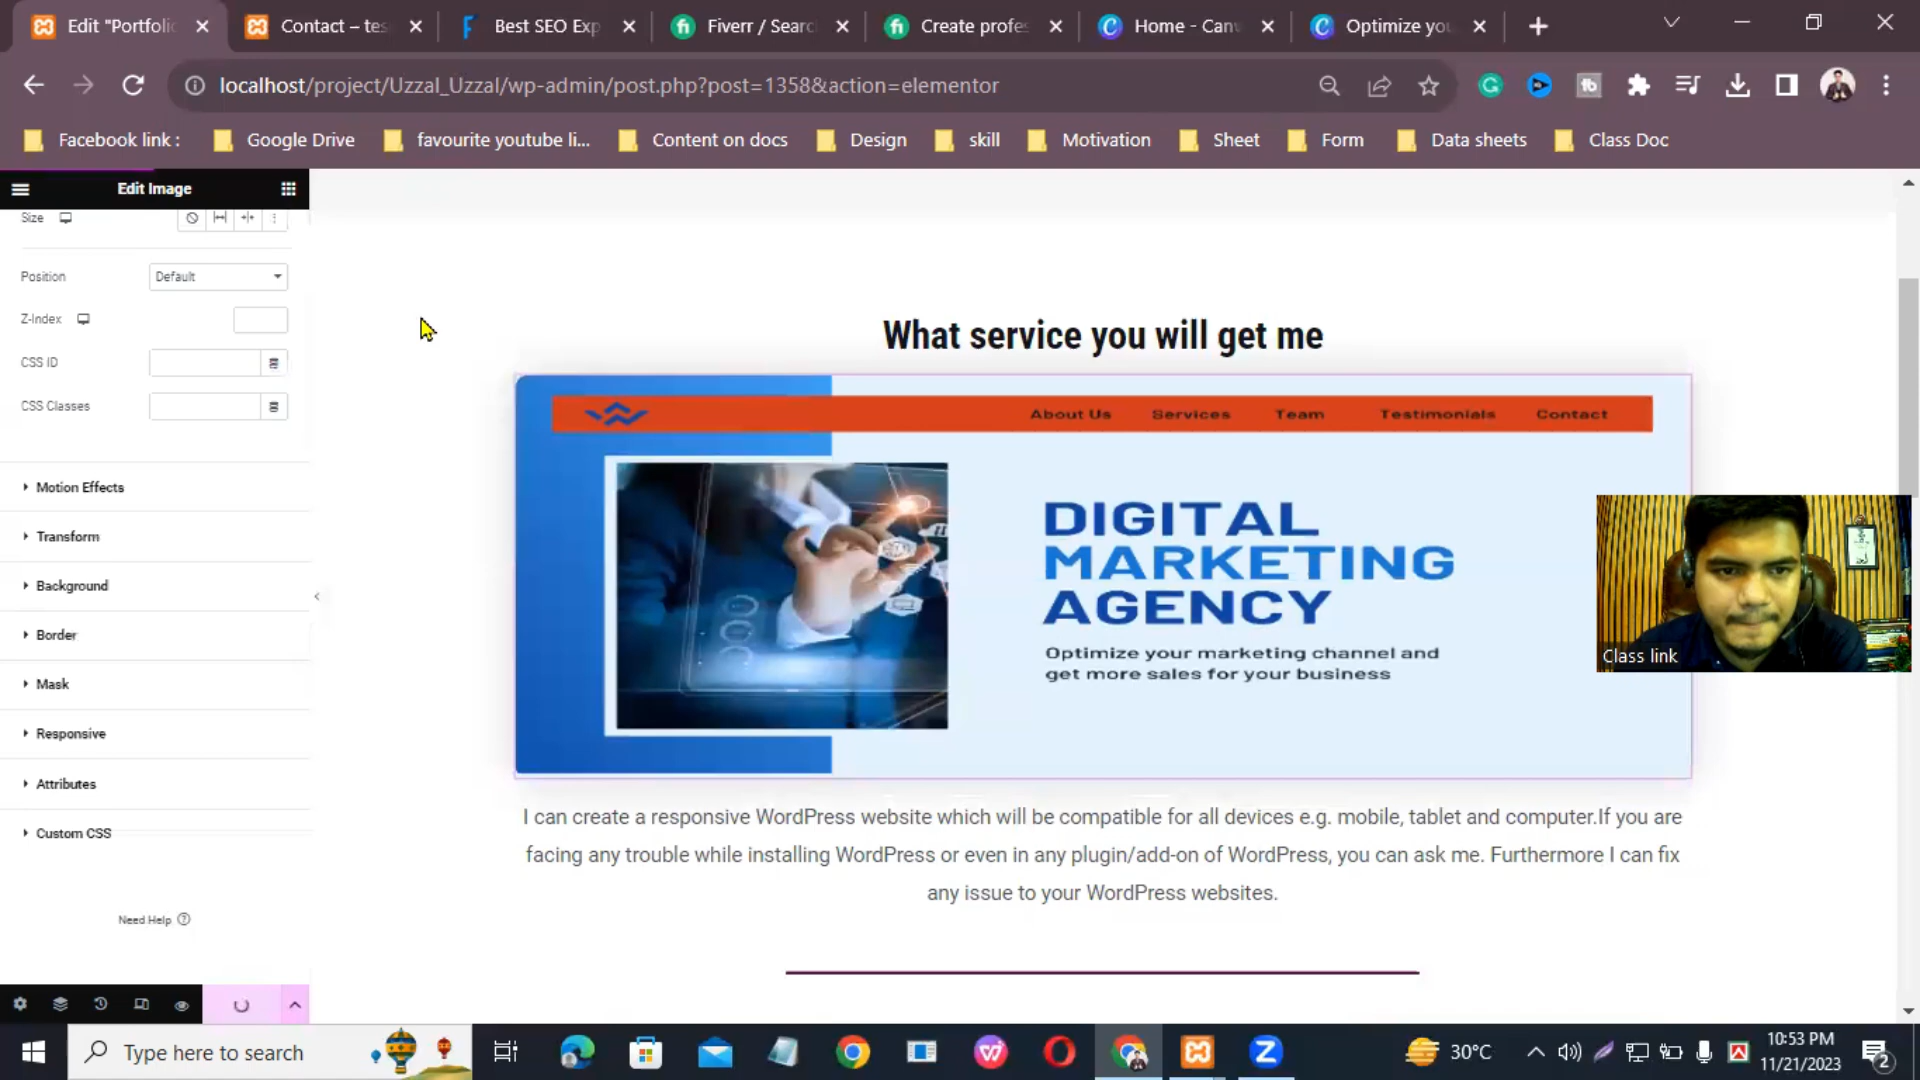 Edit "Portfolio
Contact – tes
Best SEO Exp
Fiverr / Searc
Create profes
Home - Canv
Optimize you
localhost/project/Uzzal_Uzzal/wp-admin/post.php?post=1358&action=elementor
Facebook link :
Google Drive
favourite youtube li...
Content on docs
Design
skill
Motivation
Sheet
Form
Data sheets
Class Doc
Edit Image
Size
Position
Default
Z-Index
CSS ID
CSS Classes
Motion Effects
Transform
Background
Border
Mask
Responsive
Attributes
Custom CSS
Need Help
What service you will get me
About Us
Services
Team
Testimonials
Contact
DIGITAL
MARKETING
AGENCY
Optimize your marketing channel and
get more sales for your business
Class link
I can create a responsive WordPress website which will be compatible for all devices e.g. mobile, tablet and computer.If you are
facing any trouble while installing WordPress or even in any plugin/add-on of WordPress, you can ask me. Furthermore I can fix
any issue to your WordPress websites.
Type here to search
30°C
10:53 PM
11/21/2023
2